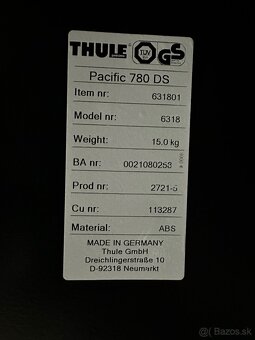 THULE TÜV GS
Pacific 780 DS
Item nr: 631801
Model nr: 6318
Weight: 15.0 kg
BA nr: 0021080253
Prod nr: 2721-5
Cu nr: 113287
Material: ABS
MADE IN GERMANY
Thule GmbH
Dreichlingerstraße 10
D-92318 Neumarkt
Bazos.sk